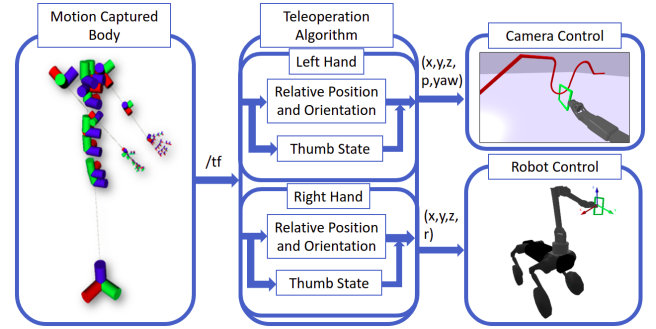 Motion Captured
Body
Teleoperation
Algorithm
Left Hand
Relative Position
and Orientation
Thumb State
Right Hand
Relative Position
and Orientation
Thumb State
/tf
(x,y,z,
p,yaw)
(x,y,z,
r)
Camera Control
Robot Control